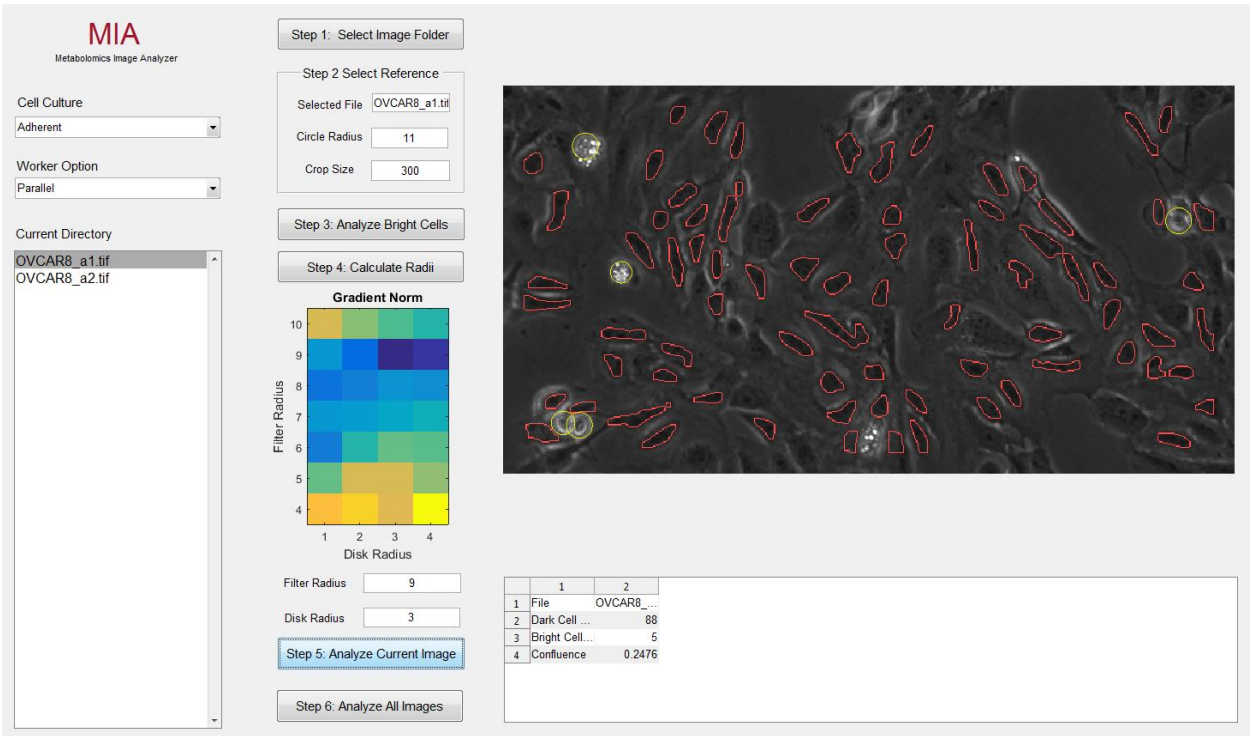 MIA
Metabolomics Image Analyzer
Cell Culture
Adherent
Worker Option
Parallel
Current Directory
OVCAR8_a1.tif
OVCAR8_a2.tif
Step 1: Select Image Folder
Step 2 Select Reference
Selected File OVCAR8_a1.tif
Circle Radius 11
Crop Size 300
Step 3: Analyze Bright Cells
Step 4: Calculate Radii
Gradient Norm
Filter Radius
10
9
8
7
6
5
4
1 2 3 4
Disk Radius
Filter Radius 9
Disk Radius 3
Step 5: Analyze Current Image
Step 6: Analyze All Images
1 2
1 File OVCAR8_...
2 Dark Cell ... 88
3 Bright Cell... 5
4 Confluence 0.2476